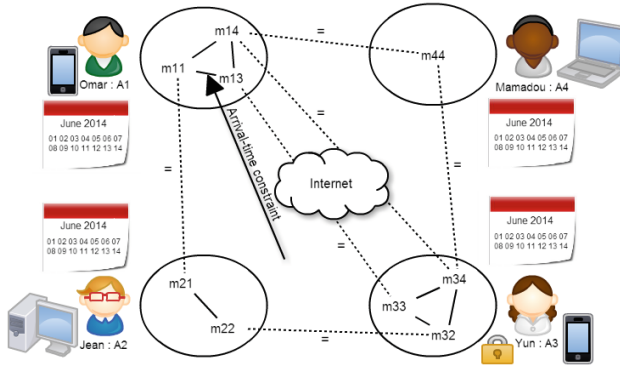 m14
=
m11
m13
Omar : A1
m44
Mamadou : A4
June 2014
01 02 03 04 05 06 07
08 09 10 11 12 13 14
June 2014
01 02 03 04 05 06 07
08 09 10 11 12 13 14
=
Arrival-time constraint
=
Internet
June 2014
01 02 03 04 05 06 07
08 09 10 11 12 13 14
=
June 2014
01 02 03 04 05 06 07
08 09 10 11 12 13 14
=
m21
m22
Jean : A2
=
m34
m33
m32
Yun : A3